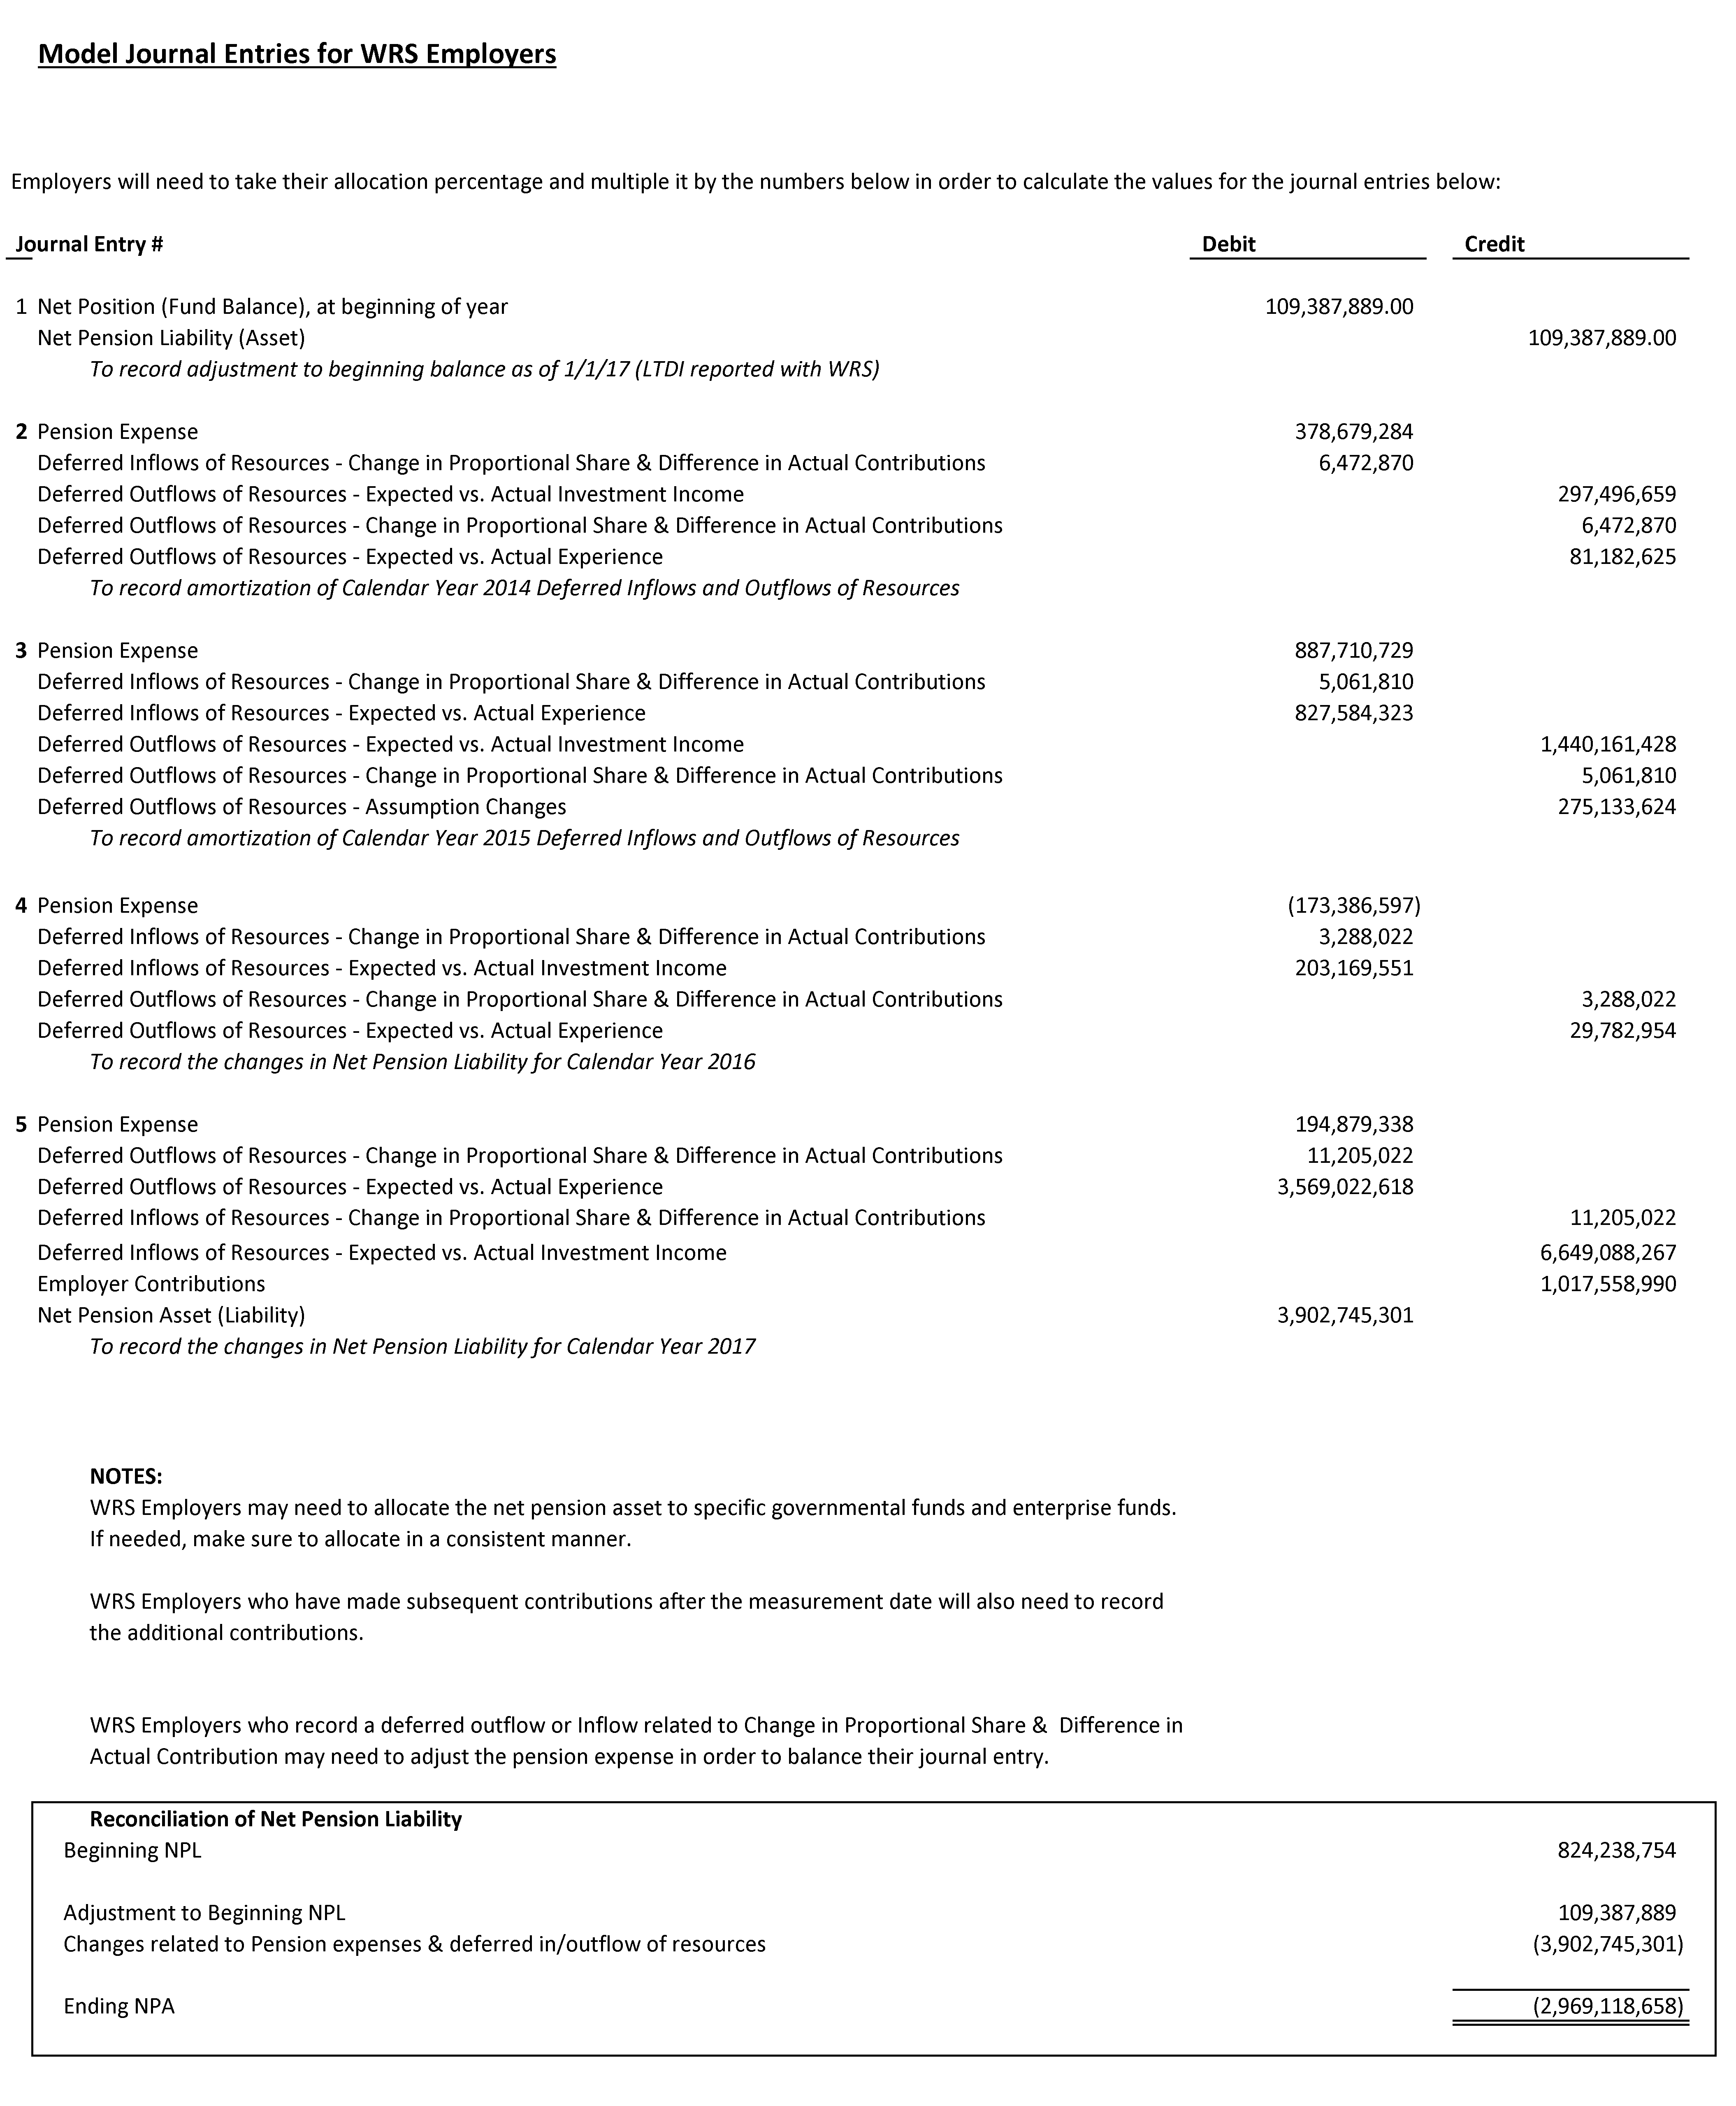 Model Journal Entries for WRS Employers
Employers will need to take their allocation percentage and multiple it by the numbers below in order to calculate the values for the journal entries below:
Journal Entry # Debit Credit
1 Net Position (Fund Balance), at beginning of year 109,387,889.00
Net Pension Liability (Asset) 109,387,889.00
To record adjustment to beginning balance as of 1/1/17 (LTDI reported with WRS)
2 Pension Expense 378,679,284
Deferred Inflows of Resources - Change in Proportional Share & Difference in Actual Contributions 6,472,870
Deferred Outflows of Resources - Expected vs. Actual Investment Income 297,496,659
Deferred Outflows of Resources - Change in Proportional Share & Difference in Actual Contributions 6,472,870
Deferred Outflows of Resources - Expected vs. Actual Experience 81,182,625
To record amortization of Calendar Year 2014 Deferred Inflows and Outflows of Resources
3 Pension Expense 887,710,729
Deferred Inflows of Resources - Change in Proportional Share & Difference in Actual Contributions 5,061,810
Deferred Inflows of Resources - Expected vs. Actual Experience 827,584,323
Deferred Outflows of Resources - Expected vs. Actual Investment Income 1,440,161,428
Deferred Outflows of Resources - Change in Proportional Share & Difference in Actual Contributions 5,061,810
Deferred Outflows of Resources - Assumption Changes 275,133,624
To record amortization of Calendar Year 2015 Deferred Inflows and Outflows of Resources
4 Pension Expense (173,386,597)
Deferred Inflows of Resources - Change in Proportional Share & Difference in Actual Contributions 3,288,022
Deferred Inflows of Resources - Expected vs. Actual Investment Income 203,169,551
Deferred Outflows of Resources - Change in Proportional Share & Difference in Actual Contributions 3,288,022
Deferred Outflows of Resources - Expected vs. Actual Experience 29,782,954
To record the changes in Net Pension Liability for Calendar Year 2016
5 Pension Expense 194,879,338
Deferred Outflows of Resources - Change in Proportional Share & Difference in Actual Contributions 11,205,022
Deferred Outflows of Resources - Expected vs. Actual Experience 3,569,022,618
Deferred Inflows of Resources - Change in Proportional Share & Difference in Actual Contributions 11,205,022
Deferred Inflows of Resources - Expected vs. Actual Investment Income 6,649,088,267
Employer Contributions 1,017,558,990
Net Pension Asset (Liability) 3,902,745,301
To record the changes in Net Pension Liability for Calendar Year 2017
NOTES:
WRS Employers may need to allocate the net pension asset to specific governmental funds and enterprise funds.
If needed, make sure to allocate in a consistent manner.
WRS Employers who have made subsequent contributions after the measurement date will also need to record
the additional contributions.
WRS Employers who record a deferred outflow or Inflow related to Change in Proportional Share & Difference in
Actual Contribution may need to adjust the pension expense in order to balance their journal entry.
Reconciliation of Net Pension Liability
Beginning NPL 824,238,754
Adjustment to Beginning NPL 109,387,889
Changes related to Pension expenses & deferred in/outflow of resources (3,902,745,301)
Ending NPA (2,969,118,658)